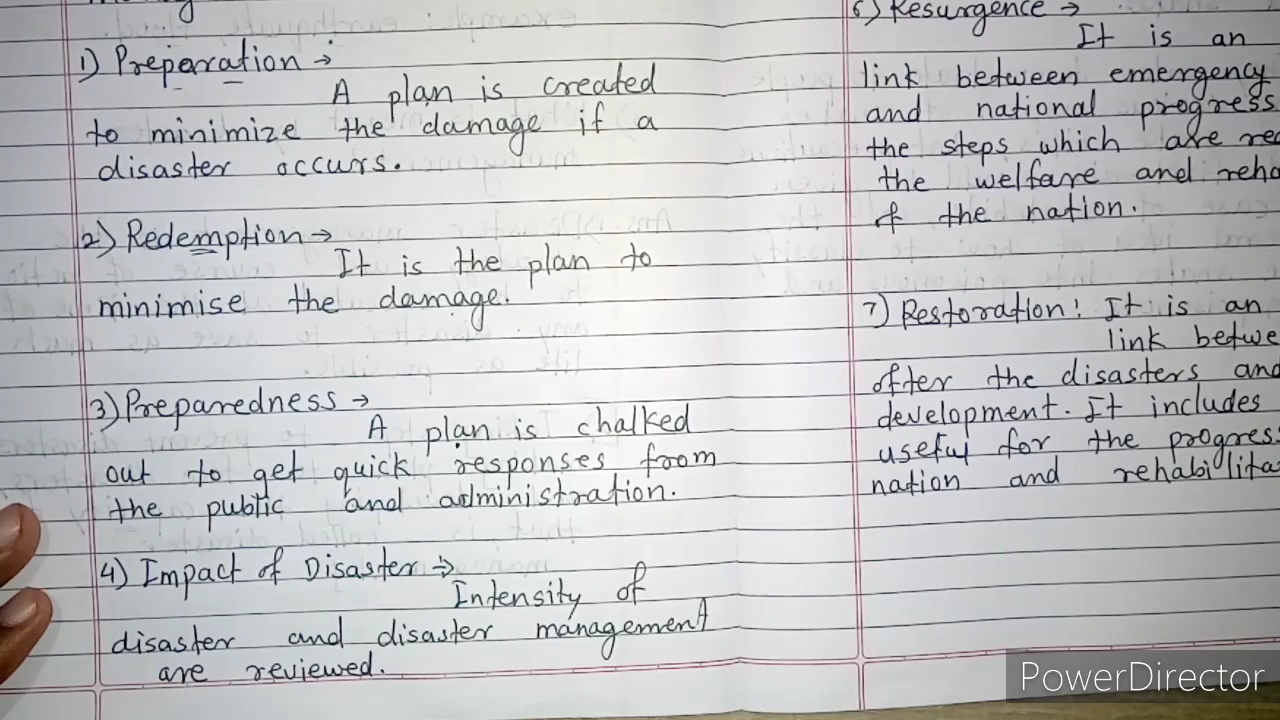 1) Preparation →
A plan is created
to minimize the damage if a
disaster occurs.
2) Redemption →
It is the plan to
minimise the damage.
3) Preparedness →
A plan is chalked
out to get quick responses from
the public and administration.
4) Impact of Disaster →
Intensity of
disaster and disaster management
are reviewed.
6) Resurgence →
It is an
link between emergency
and national progress
the steps which are
the welfare and
of the nation.
7) Restoration: It is an
link
after the disasters and
development. It includes
useful for the
nation and
PowerDirector